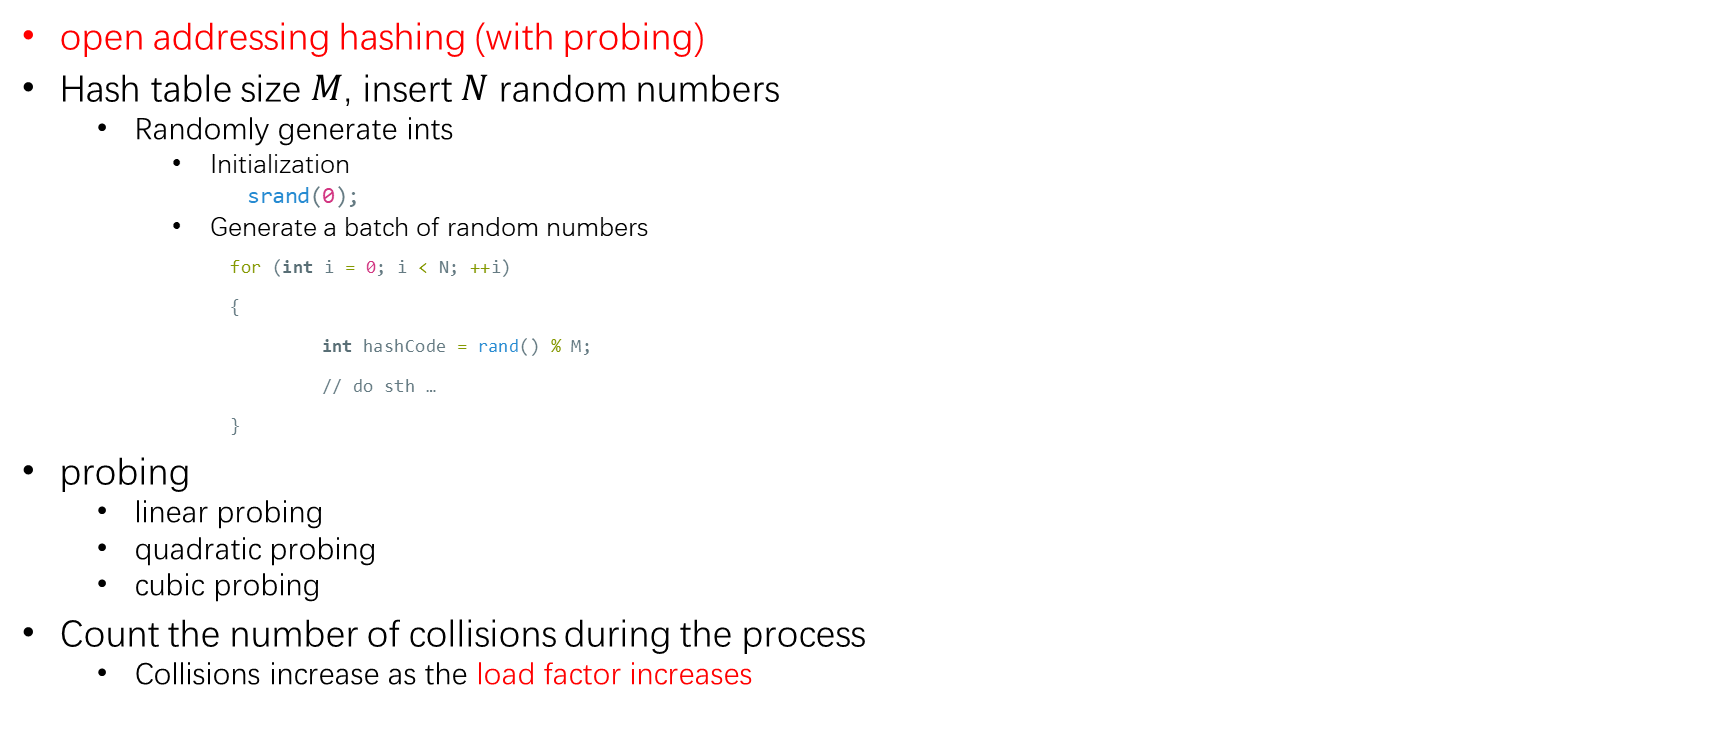 • open addressing hashing (with probing)
• Hash table size M, insert N random numbers
• Randomly generate ints
• Initialization
srand(0);
• Generate a batch of random numbers
for (int i = 0; i < N; ++i)
{
int hashCode = rand() % M;
// do sth …
}
• probing
• linear probing
• quadratic probing
• cubic probing
• Count the number of collisions during the process
• Collisions increase as the load factor increases